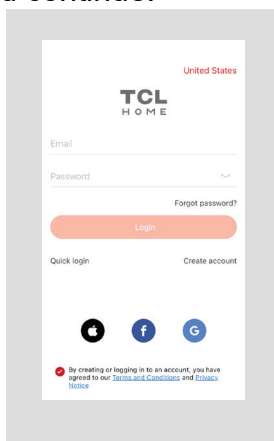 United States
TCL
HOME
Email
Password
Forgot password?
Login
Quick login
Create account
f
G
By creating or logging in to an account, you have
agreed to our Terms and Conditions and Privacy
Notice